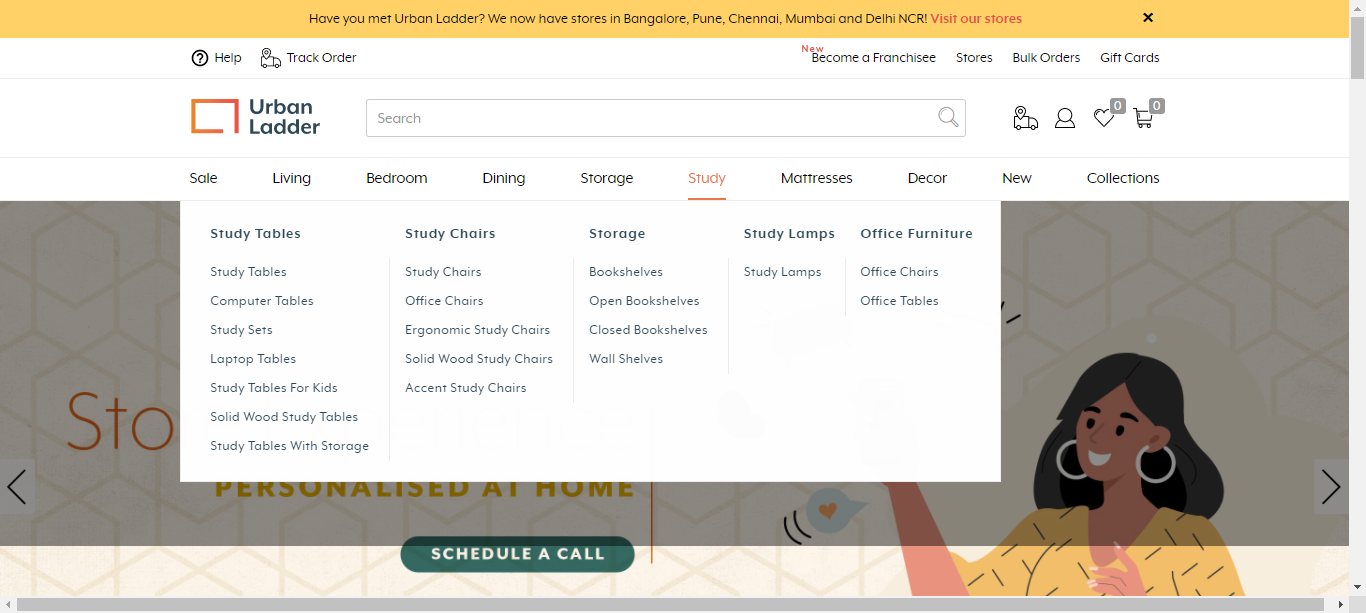 Have you met Urban Ladder? We now have stores in Bangalore, Pune, Chennai, Mumbai and Delhi NCR! Visit our stores
Help
Track Order
New
Become a Franchisee
Stores
Bulk Orders
Gift Cards
Urban
Ladder
Search
0
0
Sale
Living
Bedroom
Dining
Storage
Study
Mattresses
Decor
New
Collections
Study Tables
Study Tables
Computer Tables
Study Sets
Laptop Tables
Study Tables For Kids
Solid Wood Study Tables
Study Tables With Storage
Study Chairs
Study Chairs
Office Chairs
Ergonomic Study Chairs
Solid Wood Study Chairs
Accent Study Chairs
Storage
Bookshelves
Open Bookshelves
Closed Bookshelves
Wall Shelves
Study Lamps
Study Lamps
Office Furniture
Office Chairs
Office Tables
Sto
PERSONALISED AT HOME
SCHEDULE A CALL